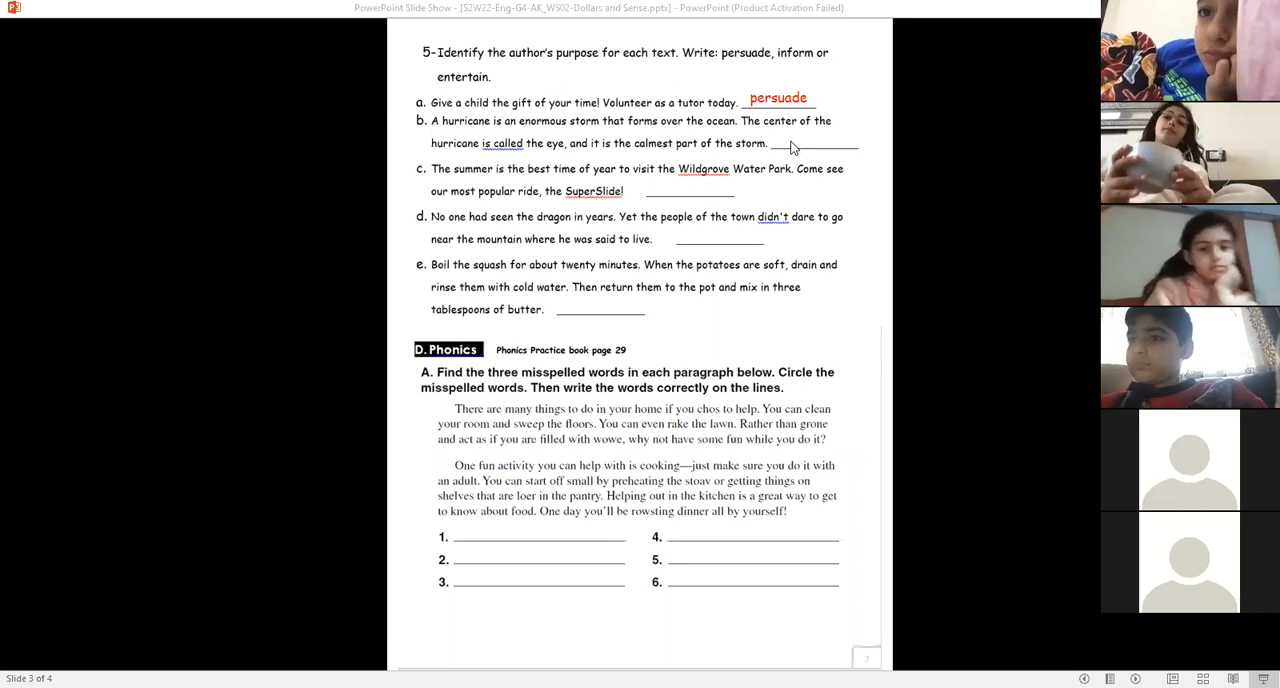 PowerPoint Slide Show - [S2W22-Eng-G4-AK_WS02-Dollars and Sense.pptx] - PowerPoint (Product Activation Failed)
5- Identify the author's purpose for each text. Write: persuade, inform or
entertain.
a. Give a child the gift of your time! Volunteer as a tutor today. persuade
b. A hurricane is an enormous storm that forms over the ocean. The center of the
hurricane is called the eye, and it is the calmest part of the storm.
c. The summer is the best time of year to visit the Wildgrove Water Park. Come see
our most popular ride, the SuperSlide!
d. No one had seen the dragon in years. Yet the people of the town didn't dare to go
near the mountain where he was said to live.
e. Boil the squash for about twenty minutes. When the potatoes are soft, drain and
rinse them with cold water. Then return them to the pot and mix in three
tablespoons of butter.
D. Phonics Phonics Practice book page 29
A. Find the three misspelled words in each paragraph below. Circle the
misspelled words. Then write the words correctly on the lines.
There are many things to do in your home if you chos to help. You can clean
your room and sweep the floors. You can even rake the lawn. Rather than grone
and act as if you are filled with wowe, why not have some fun while you do it?
One fun activity you can help with is cooking—just make sure you do it with
an adult. You can start off small by preheating the stoav or getting things on
shelves that are loer in the pantry. Helping out in the kitchen is a great way to get
to know about food. One day you'll be rowsting dinner all by yourself!
1. 4.
2. 5.
3. 6.
3
Slide 3 of 4